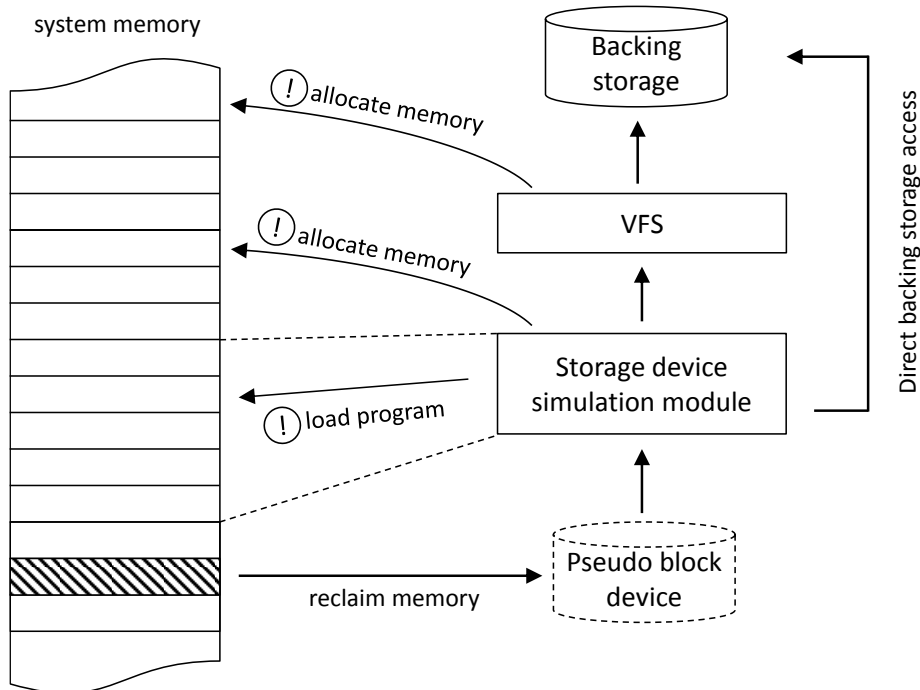 system memory
Backing
storage
! allocate memory
VFS
! allocate memory
Direct backing storage access
Storage device
simulation module
! load program
Pseudo block
device
reclaim memory